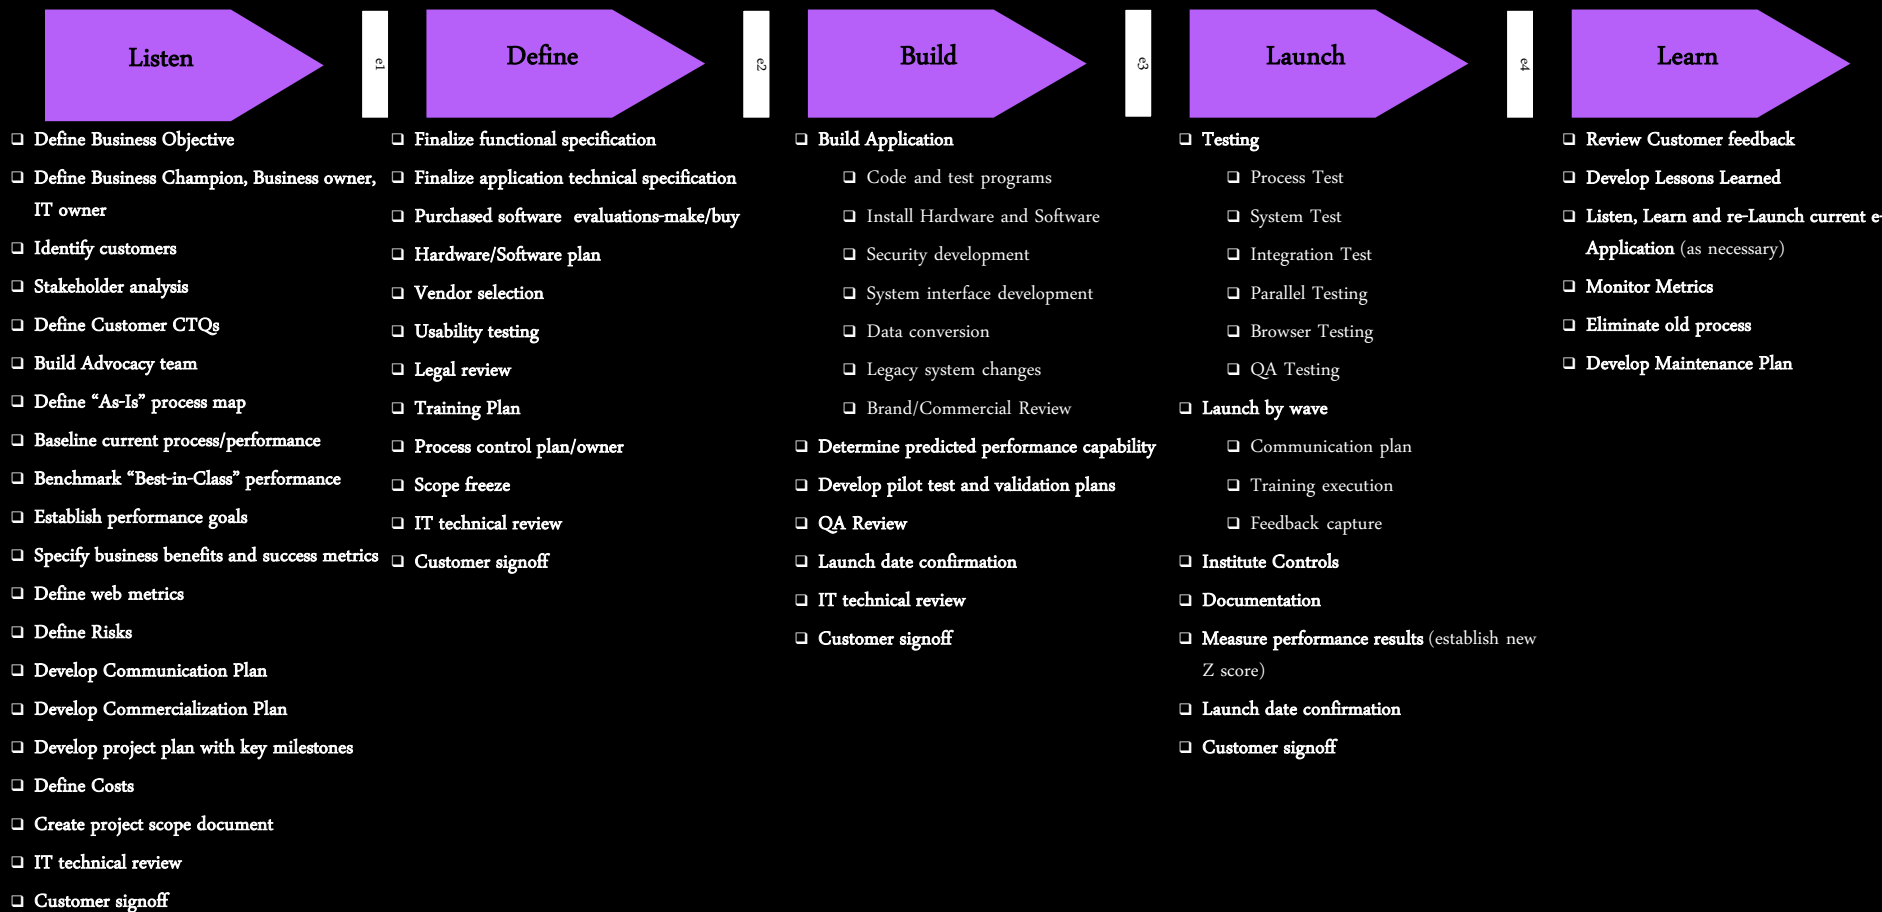 Listen
e1
Define
e2
Build
e3
Launch
e4
Learn
❑ Define Business Objective
❑ Define Business Champion, Business owner,
IT owner
❑ Identify customers
❑ Stakeholder analysis
❑ Define Customer CTQs
❑ Build Advocacy team
❑ Define “As-Is” process map
❑ Baseline current process/performance
❑ Benchmark “Best-in-Class” performance
❑ Establish performance goals
❑ Specify business benefits and success metrics
❑ Define web metrics
❑ Define Risks
❑ Develop Communication Plan
❑ Develop Commercialization Plan
❑ Develop project plan with key milestones
❑ Define Costs
❑ Create project scope document
❑ IT technical review
❑ Customer signoff
❑ Finalize functional specification
❑ Finalize application technical specification
❑ Purchased software evaluations-make/buy
❑ Hardware/Software plan
❑ Vendor selection
❑ Usability testing
❑ Legal review
❑ Training Plan
❑ Process control plan/owner
❑ Scope freeze
❑ IT technical review
❑ Customer signoff
❑ Build Application
❑ Code and test programs
❑ Install Hardware and Software
❑ Security development
❑ System interface development
❑ Data conversion
❑ Legacy system changes
❑ Brand/Commercial Review
❑ Determine predicted performance capability
❑ Develop pilot test and validation plans
❑ QA Review
❑ Launch date confirmation
❑ IT technical review
❑ Customer signoff
❑ Testing
❑ Process Test
❑ System Test
❑ Integration Test
❑ Parallel Testing
❑ Browser Testing
❑ QA Testing
❑ Launch by wave
❑ Communication plan
❑ Training execution
❑ Feedback capture
❑ Institute Controls
❑ Documentation
❑ Measure performance results (establish new
Z score)
❑ Launch date confirmation
❑ Customer signoff
❑ Review Customer feedback
❑ Develop Lessons Learned
❑ Listen, Learn and re-Launch current e-
Application (as necessary)
❑ Monitor Metrics
❑ Eliminate old process
❑ Develop Maintenance Plan